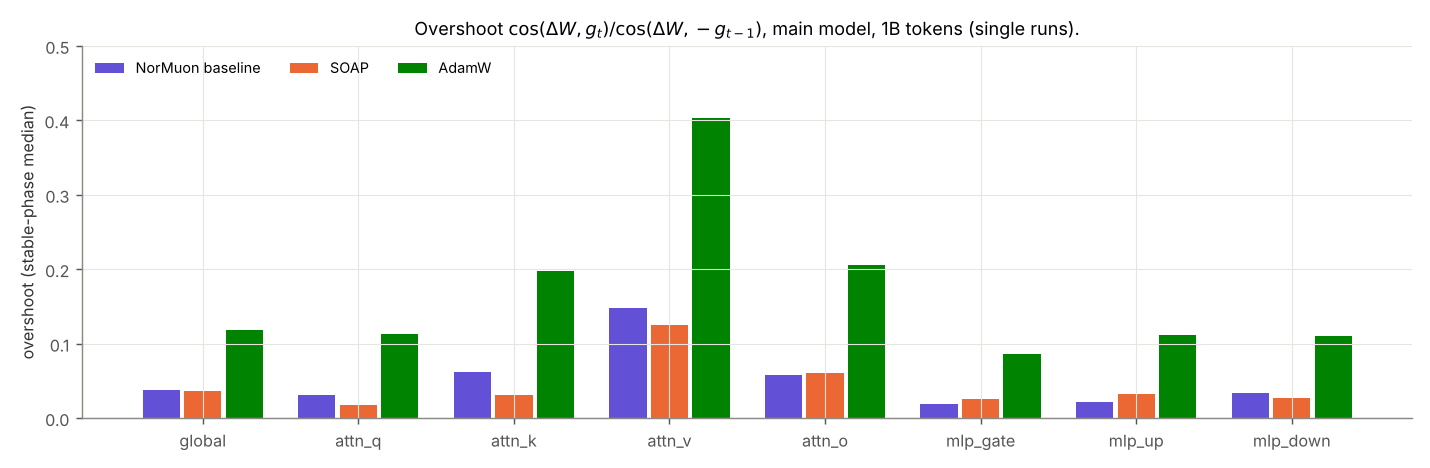 Overshoot cos(ΔW, g_t)/cos(ΔW, − g_{t−1}), main model, 1B tokens (single runs).
NorMuon baseline SOAP AdamW
overshoot (stable-phase median)
0.5
0.4
0.3
0.2
0.1
0.0
global attn_q attn_k attn_v attn_o mlp_gate mlp_up mlp_down